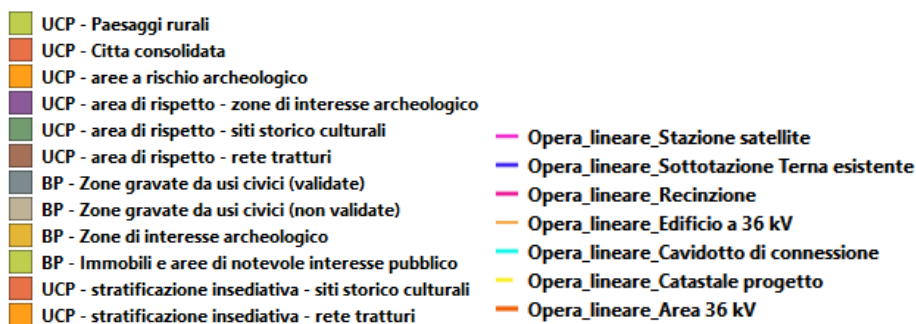 UCP - Paesaggi rurali
UCP - Citta consolidata
UCP - aree a rischio archeologico
UCP - area di rispetto - zone di interesse archeologico
UCP - area di rispetto - siti storico culturali
UCP - area di rispetto - rete tratturi
BP - Zone gravate da usi civici (validate)
BP - Zone gravate da usi civici (non validate)
BP - Zone di interesse archeologico
BP - Immobili e aree di notevole interesse pubblico
UCP - stratificazione insediativa - siti storico culturali
UCP - stratificazione insediativa - rete tratturi
Opera_lineare_Stazione satellite
Opera_lineare_Sottotazione Terna esistente
Opera_lineare_Recinzione
Opera_lineare_Edificio a 36 kV
Opera_lineare_Cavidotto di connessione
Opera_lineare_Catastale progetto
Opera_lineare_Area 36 kV